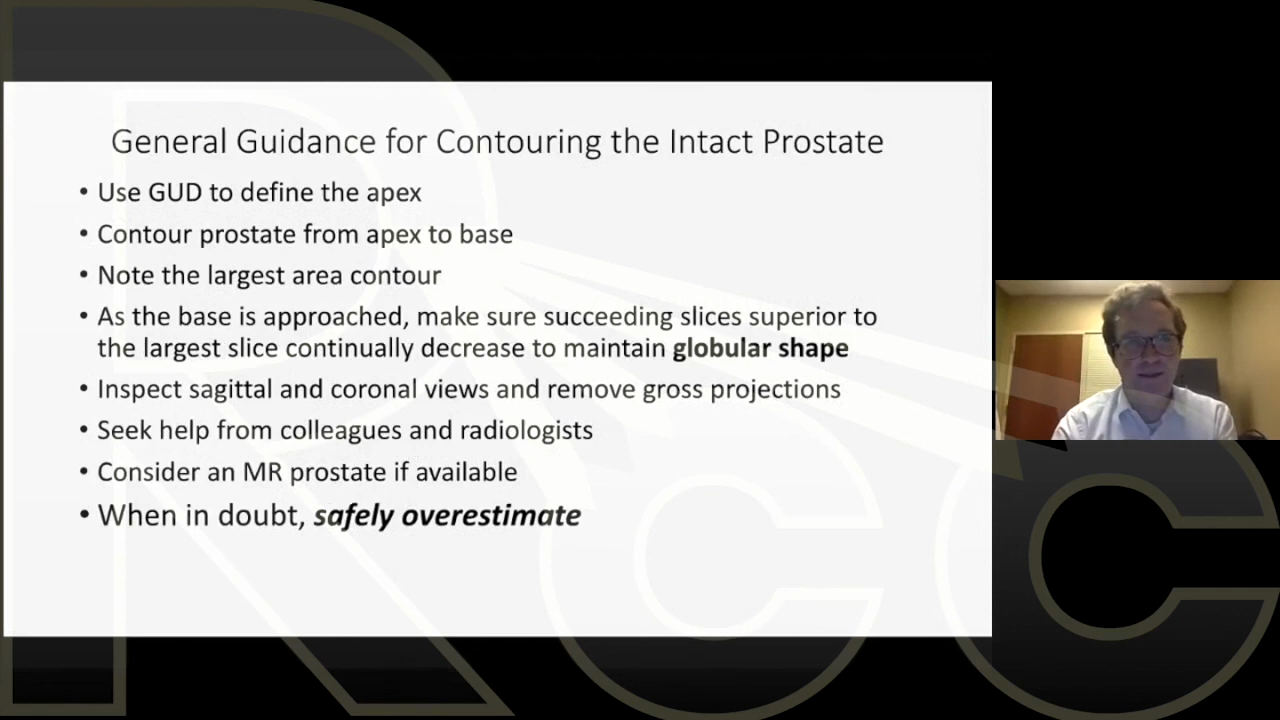 General Guidance for Contouring the Intact Prostate
• Use GUD to define the apex
• Contour prostate from apex to base
• Note the largest area contour
• As the base is approached, make sure succeeding slices superior to
the largest slice continually decrease to maintain globular shape
• Inspect sagittal and coronal views and remove gross projections
• Seek help from colleagues and radiologists
• Consider an MR prostate if available
• When in doubt, safely overestimate
Rcc